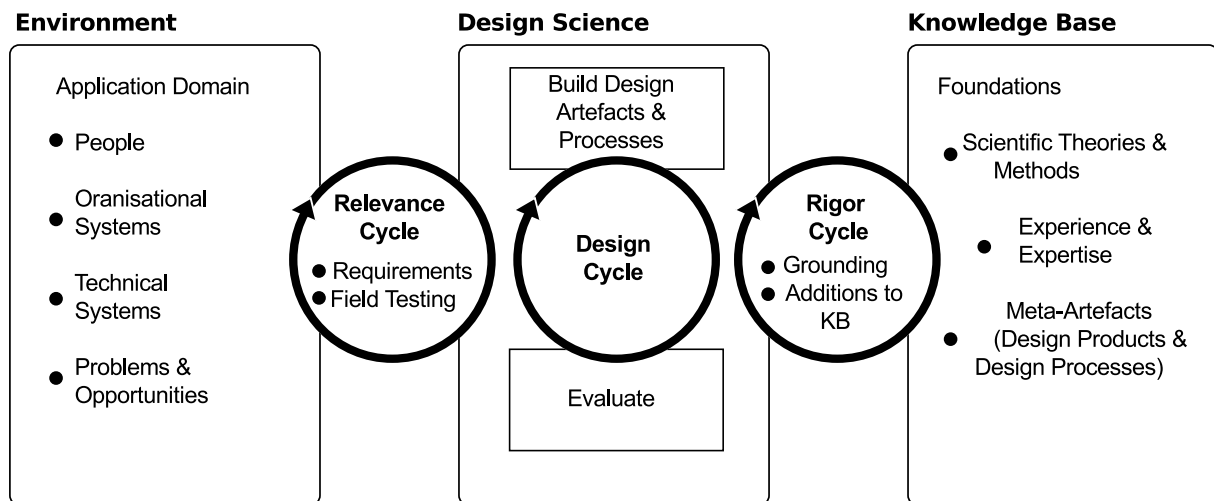 Environment
Application Domain
People
Oranisational
Systems
Technical
Systems
Problems &
Opportunities
Relevance
Cycle
Requirements
Field Testing
Design Science
Build Design
Artefacts &
Processes
Design
Cycle
Evaluate
Rigor
Cycle
Grounding
Additions to
KB
Knowledge Base
Foundations
Scientific Theories &
Methods
Experience &
Expertise
Meta-Artefacts
(Design Products &
Design Processes)